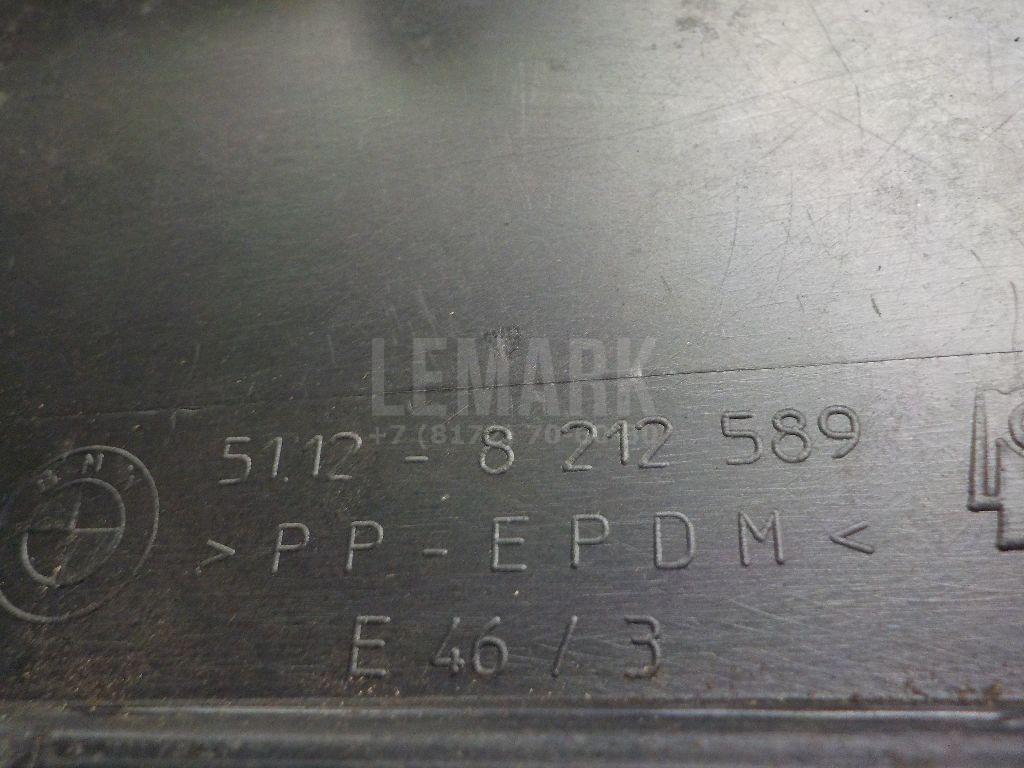 LEMARK
51.12 - 8 212 589
> PP - EPDM <
E 46 / 3